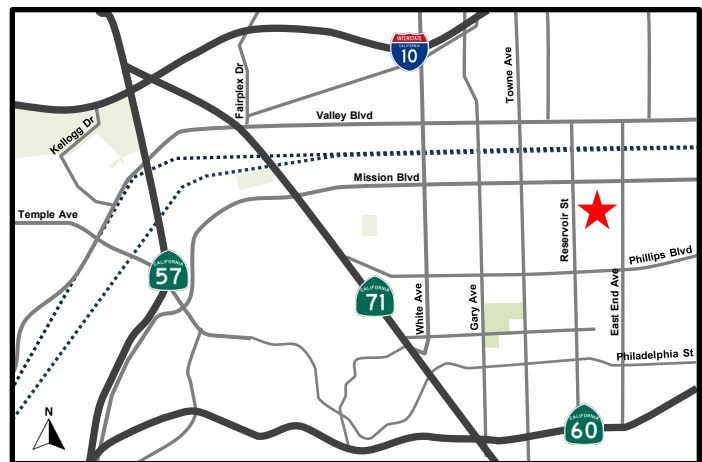 INTERSTATE
CALIFORNIA
10
Fairplex Dr
Towne Ave
Valley Blvd
Kellogg Dr
Mission Blvd
Temple Ave
Reservoir St
Phillips Blvd
CALIFORNIA
57
CALIFORNIA
71
White Ave
Gary Ave
East End Ave
Philadelphia St
N
CALIFORNIA
60